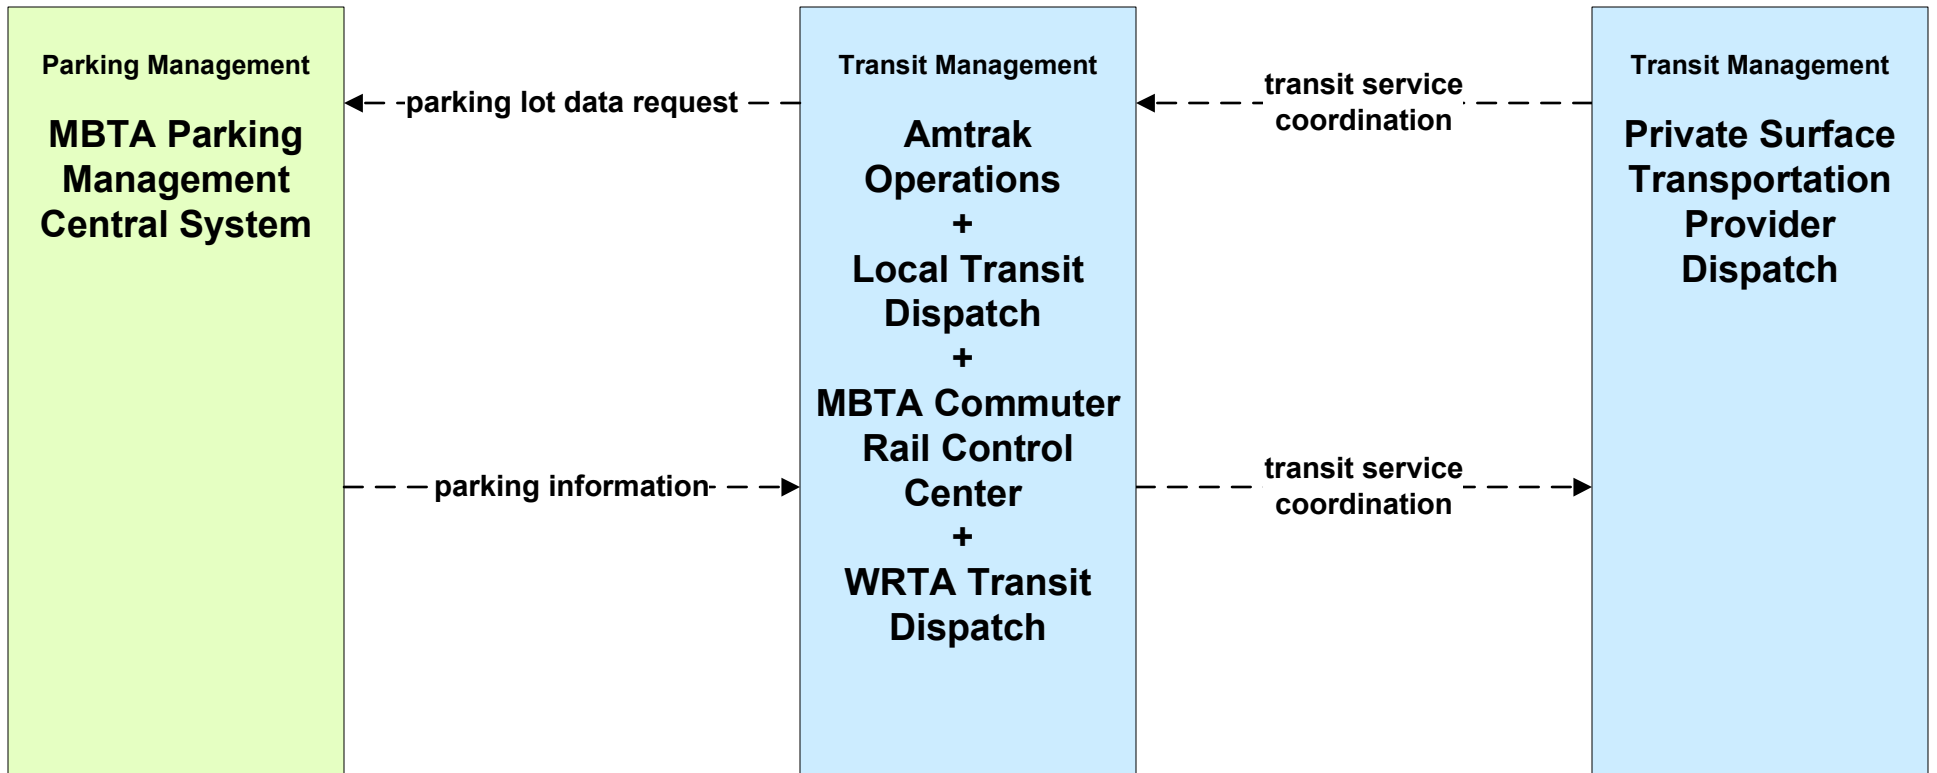 Parking Management
MBTA Parking
Management
Central System
parking lot data request
parking information
Transit Management
Amtrak
Operations
+
Local Transit
Dispatch
+
MBTA Commuter
Rail Control
Center
+
WRTA Transit
Dispatch
transit service
coordination
transit service
coordination
Transit Management
Private Surface
Transportation
Provider
Dispatch